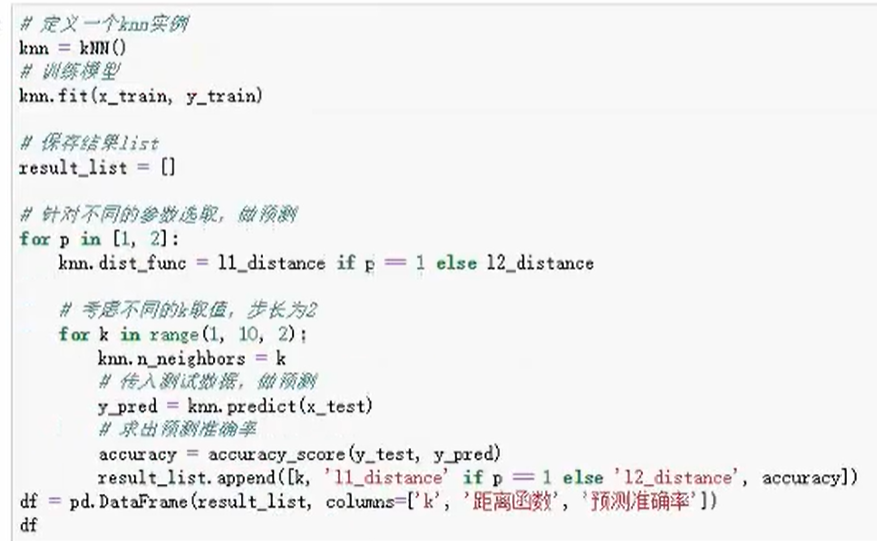 # 定义一个knn实例
knn = kNN()
# 训练模型
knn.fit(x_train, y_train)
# 保存结果list
result_list = []
# 针对不同的参数选取，做预测
for p in [1, 2]:
knn.dist_func = l1_distance if p == 1 else l2_distance
# 考虑不同的k取值，步长为2
for k in range(1, 10, 2):
knn.n_neighbors = k
# 传入测试数据，做预测
y_pred = knn.predict(x_test)
# 求出预测准确率
accuracy = accuracy_score(y_test, y_pred)
result_list.append([k, 'l1_distance' if p == 1 else 'l2_distance', accuracy])
df = pd.DataFrame(result_list, columns=['k', '距离函数', '预测准确率'])
df